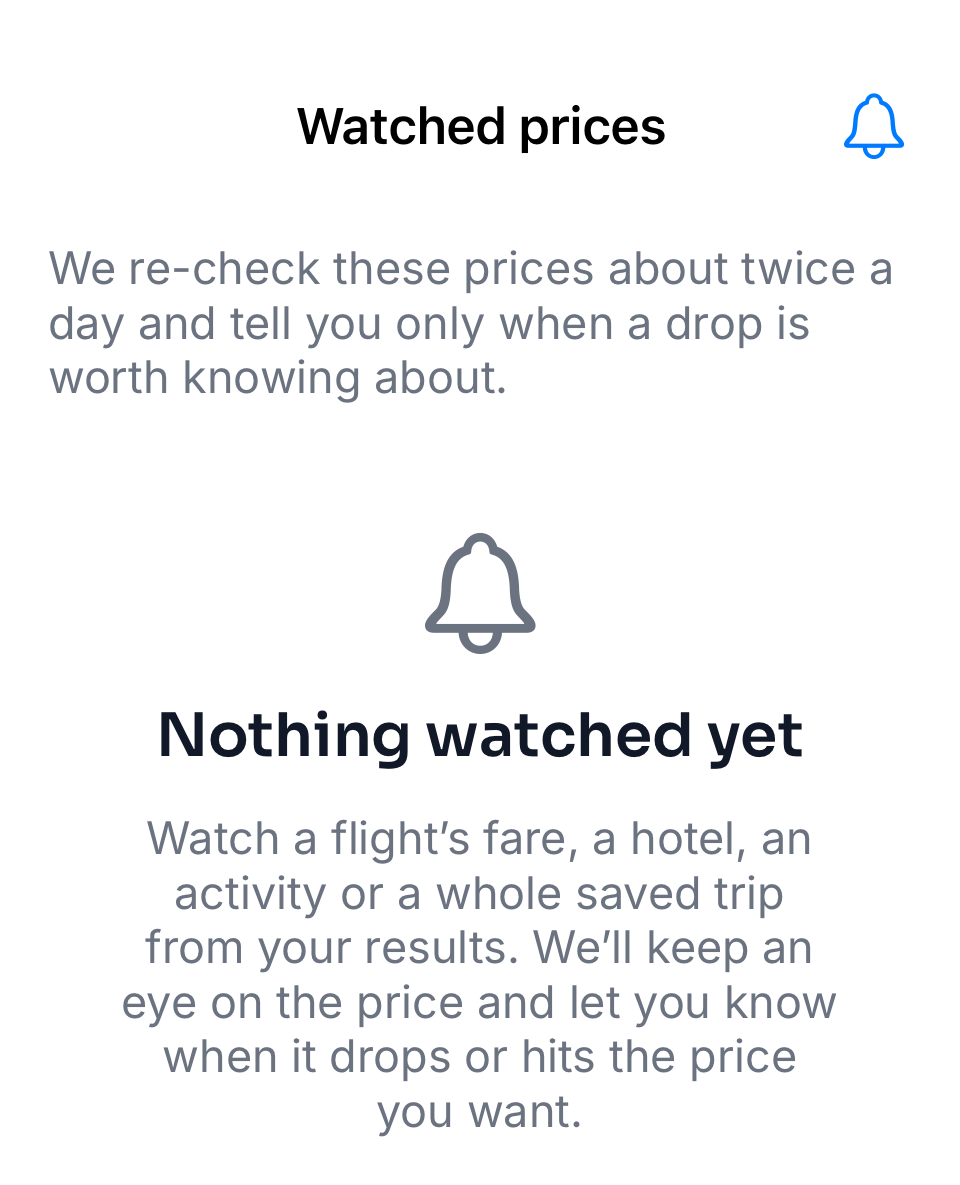 Watched prices
We re-check these prices about twice a
day and tell you only when a drop is
worth knowing about.
Nothing watched yet
Watch a flight’s fare, a hotel, an
activity or a whole saved trip
from your results. We’ll keep an
eye on the price and let you know
when it drops or hits the price
you want.